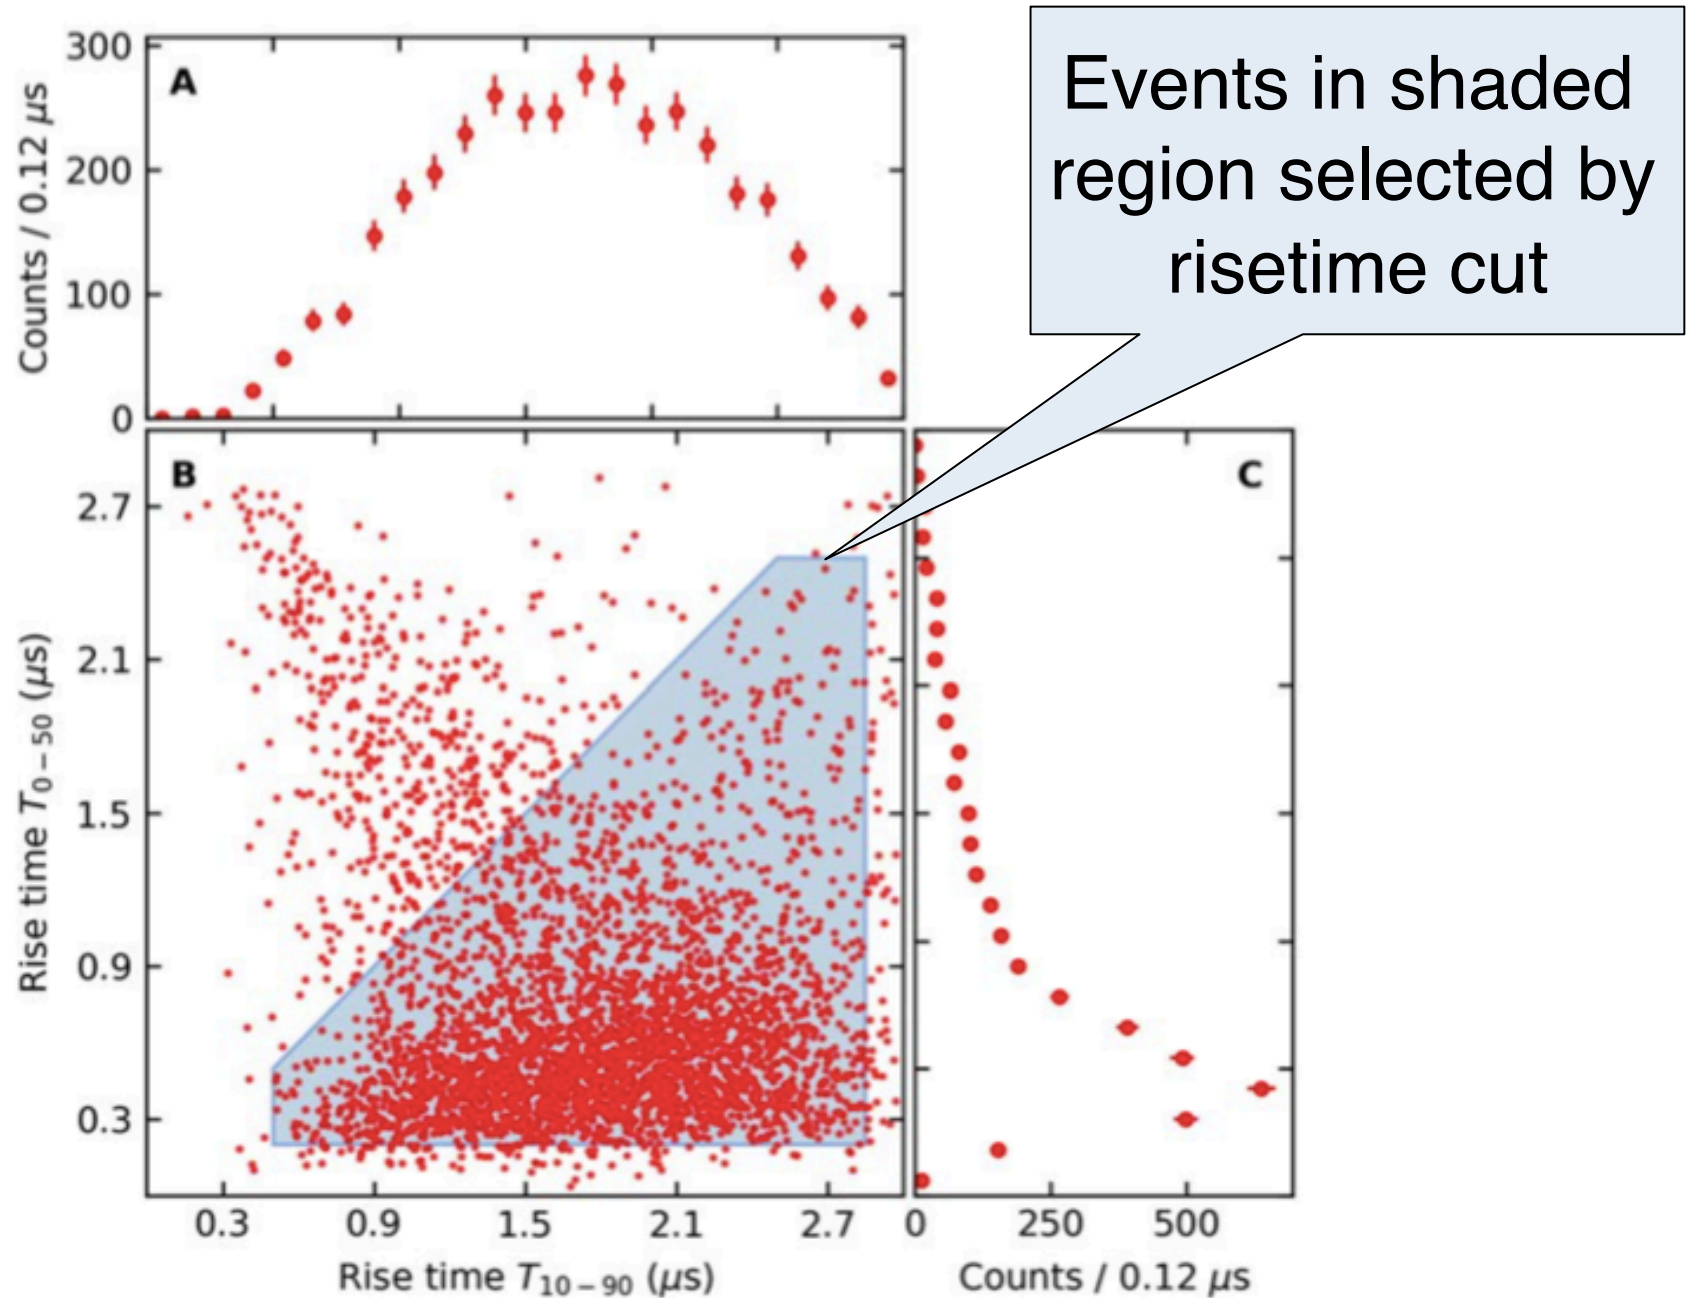 Events in shaded
region selected by
risetime cut
A
300
200
100
0
Counts / 0.12 μs
B
2.7
2.1
1.5
0.9
0.3
Rise time T0−50 (μs)
0.3 0.9 1.5 2.1 2.7
Rise time T10−90 (μs)
C
0 250 500
Counts / 0.12 μs